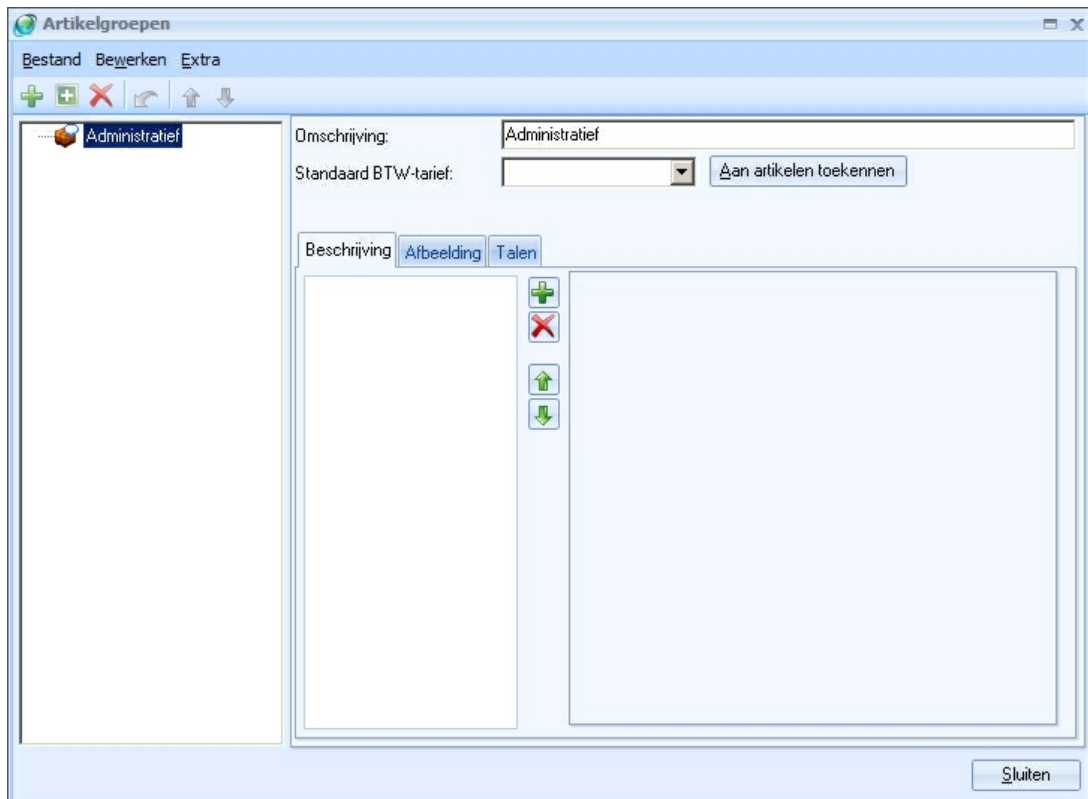 Artikelgroepen
Bestand Bewerken Extra
Administratief
Omschrijving: Administratief
Standaard BTW-tarief: Aan artikelen toekennen
Beschrijving Afbeelding Talen
Sluiten